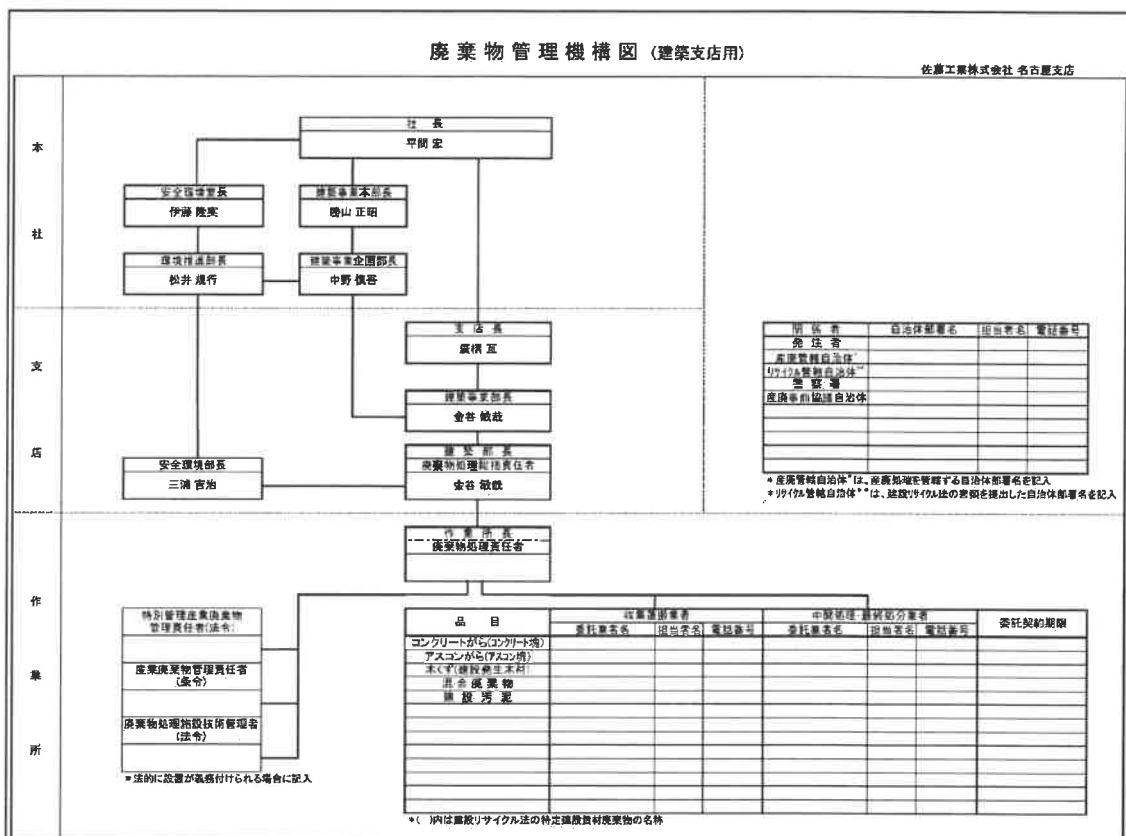 廃棄物管理機構図 (建築支店用)
佐藤工業株式会社 名古屋支店
本社
社長
平間 宏
安全環境室長
伊藤 隆実
建築事業本部長
勝山 正昭
環境推進部長
松井 規行
建築事業企画部長
中野 慎吾
支店
支店長
建築事業部長
金谷 敏哉
建築部長
廃棄物処理総括責任者
金谷 敏哉
安全環境部長
三浦 吉治
関係者 自治体部署名 担当者名 電話番号
発注者
産廃管轄自治体*
リサイクル管轄自治体**
警察署
産廃事前協議自治体
*産廃管轄自治体*は、産廃処理を管轄する自治体部署名を記入
*リサイクル管轄自治体**は、建設リサイクル法の書類を提出した自治体部署名を記入
作業所
作業所長
廃棄物処理責任者
特別管理産業廃棄物
管理責任者(法令)
産業廃棄物管理責任者
(条令)
廃棄物処理施設技術管理者
(法令)
*法的に設置が義務付けられる場合に記入
品目 収集運搬業者 中間処理・最終処分業者 委託契約期限
委託業者名 担当者名 電話番号 委託業者名 担当者名 電話番号
コンクリートがら(コンクリート塊)
アスコンがら(アスコン塊)
木くず(建設発生木材)
混合廃棄物
建設汚泥
*( )内は建設リサイクル法の特定建設資材廃棄物の名称